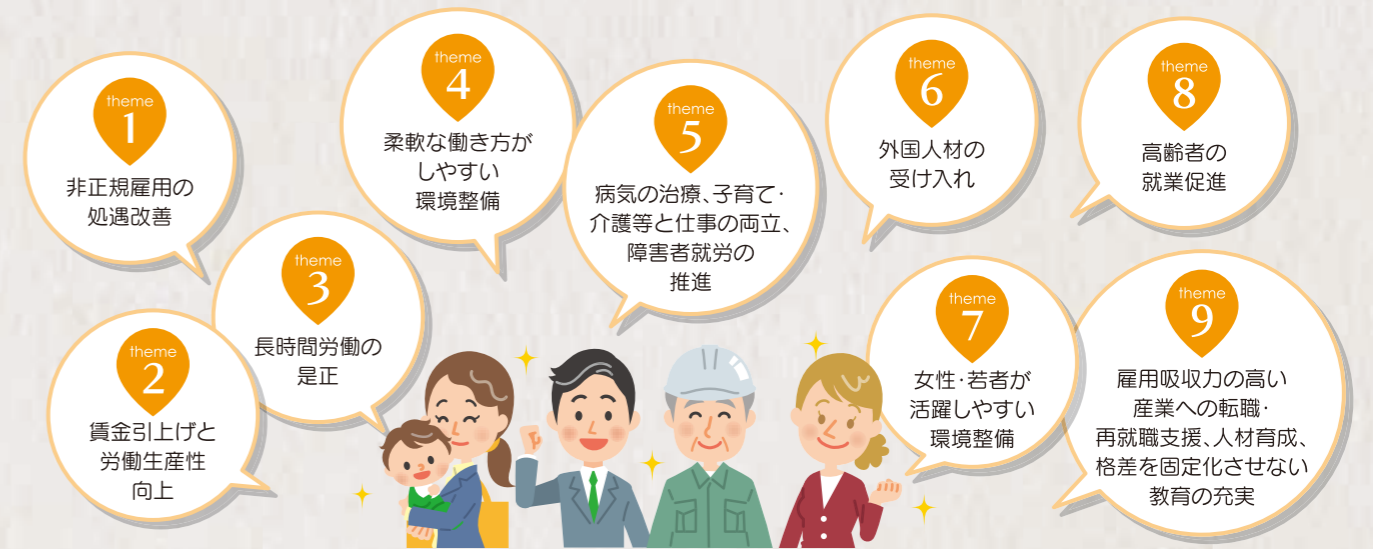 theme
1
非正規雇用の
処遇改善
theme
2
賃金引上げと
労働生産性
向上
theme
3
長時間労働の
是正
theme
4
柔軟な働き方が
しやすい
環境整備
theme
5
病気の治療、子育て・
介護等と仕事の両立、
障害者就労の
推進
theme
6
外国人材の
受け入れ
theme
7
女性・若者が
活躍しやすい
環境整備
theme
8
高齢者の
就業促進
theme
9
雇用吸収力の高い
産業への転職・
再就職支援、人材育成、
格差を固定化させない
教育の充実